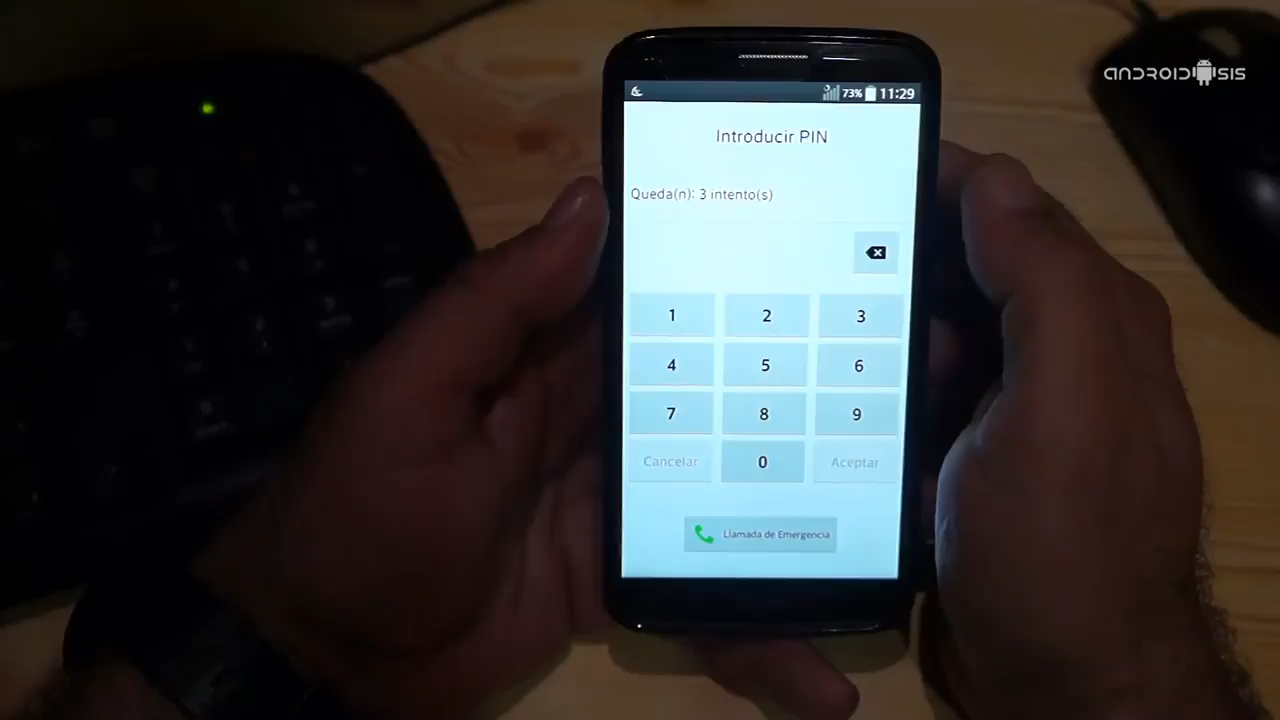 ANDROIDSIS
73% 11:29
Introducir PIN
Queda(n): 3 intento(s)
1 2 3
4 5 6
7 8 9
Cancelar 0 Aceptar
Llamada de Emergencia